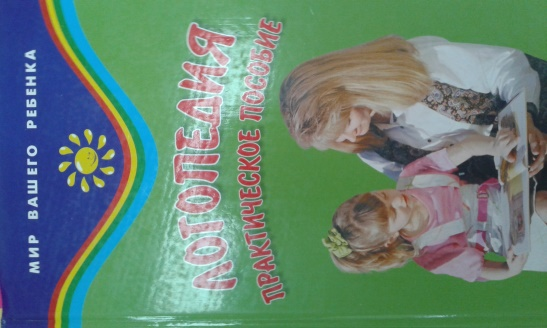 МИР ВАШЕГО РЕБЕНКА
ЛОГОПЕДИЯ
ПРАКТИЧЕСКОЕ ПОСОБИЕ